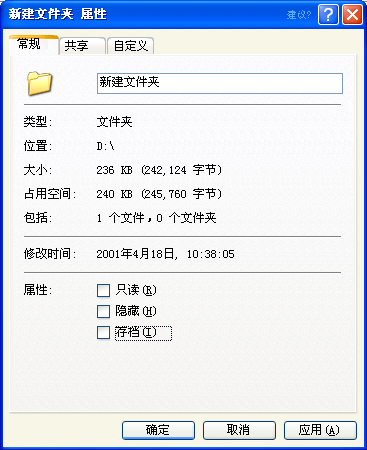 新建文件夹 属性 建议?
常规 共享 自定义
新建文件夹
类型: 文件夹
位置: D:\
大小: 236 KB (242,124 字节)
占用空间: 240 KB (245,760 字节)
包括: 1 个文件,0 个文件夹
修改时间: 2001年4月18日, 10:38:05
属性: 只读(R)
隐藏(H)
存档(I)
确定 取消 应用(A)